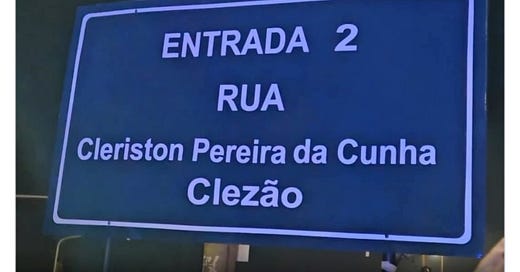 ENTRADA 2
RUA
Cleriston Pereira da Cunha
Clezão